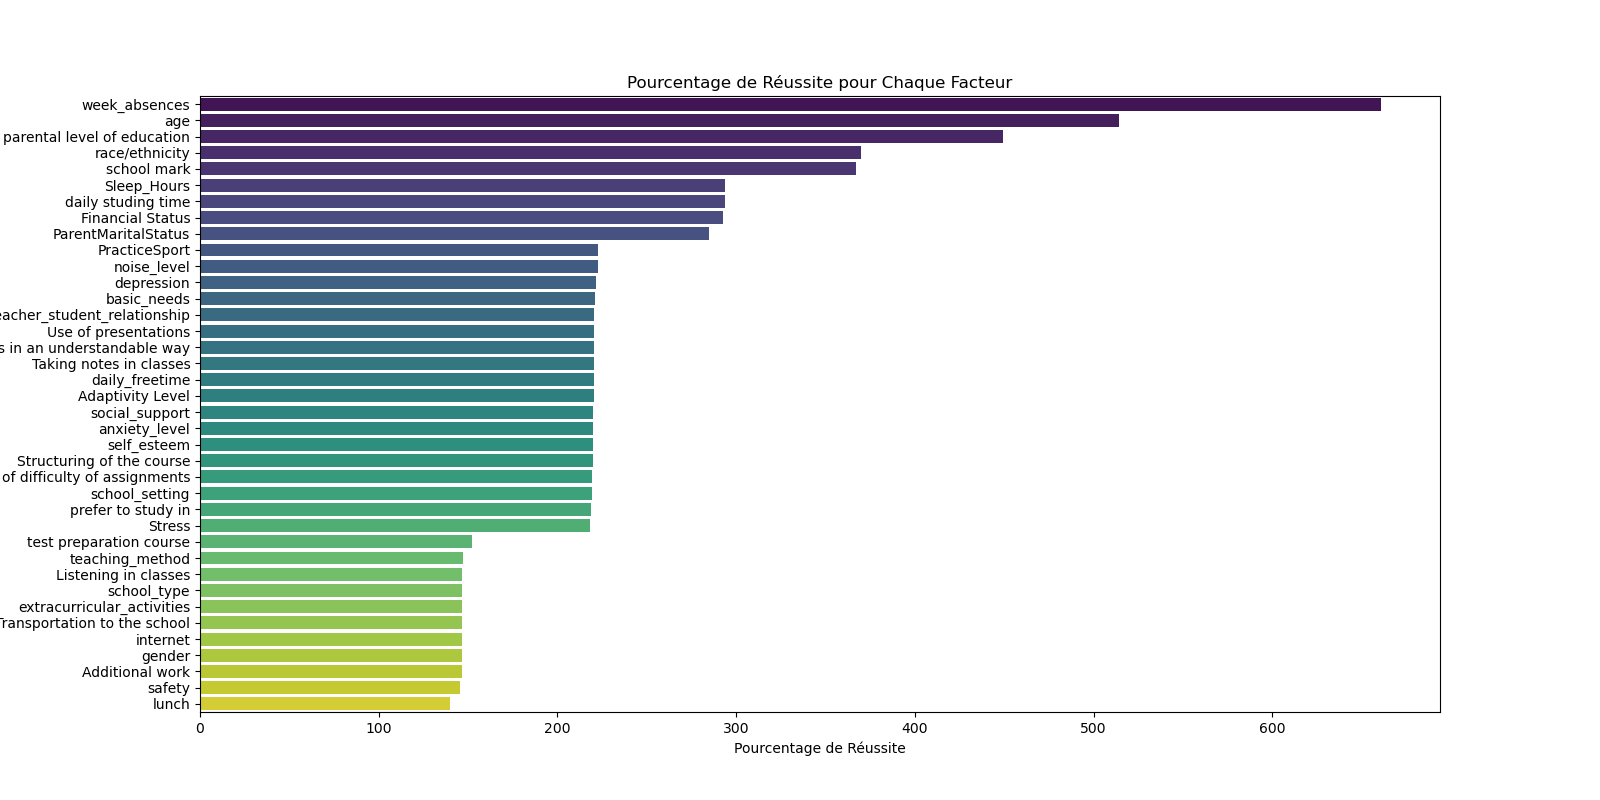 Pourcentage de Réussite pour Chaque Facteur
week_absences
age
parental level of education
race/ethnicity
school mark
Sleep_Hours
daily studing time
Financial Status
ParentMaritalStatus
PracticeSport
noise_level
depression
basic_needs
eacher_student_relationship
Use of presentations
s in an understandable way
Taking notes in classes
daily_freetime
Adaptivity Level
social_support
anxiety_level
self_esteem
Structuring of the course
of difficulty of assignments
school_setting
prefer to study in
Stress
test preparation course
teaching_method
Listening in classes
school_type
extracurricular_activities
Transportation to the school
internet
gender
Additional work
safety
lunch
0 100 200 300 400 500 600
Pourcentage de Réussite